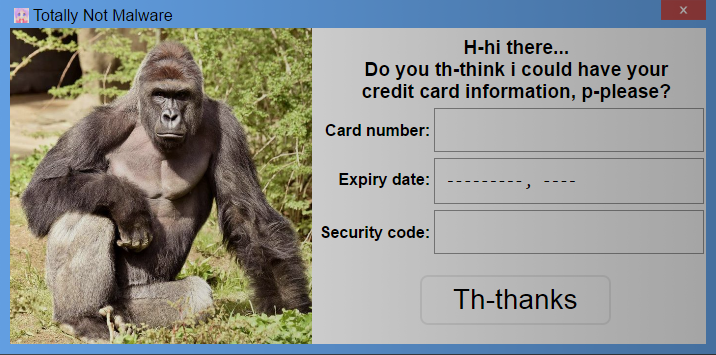 Totally Not Malware
x
H-hi there...
Do you th-think i could have your
credit card information, p-please?
Card number:
Expiry date: ---------, ----
Security code:
Th-thanks